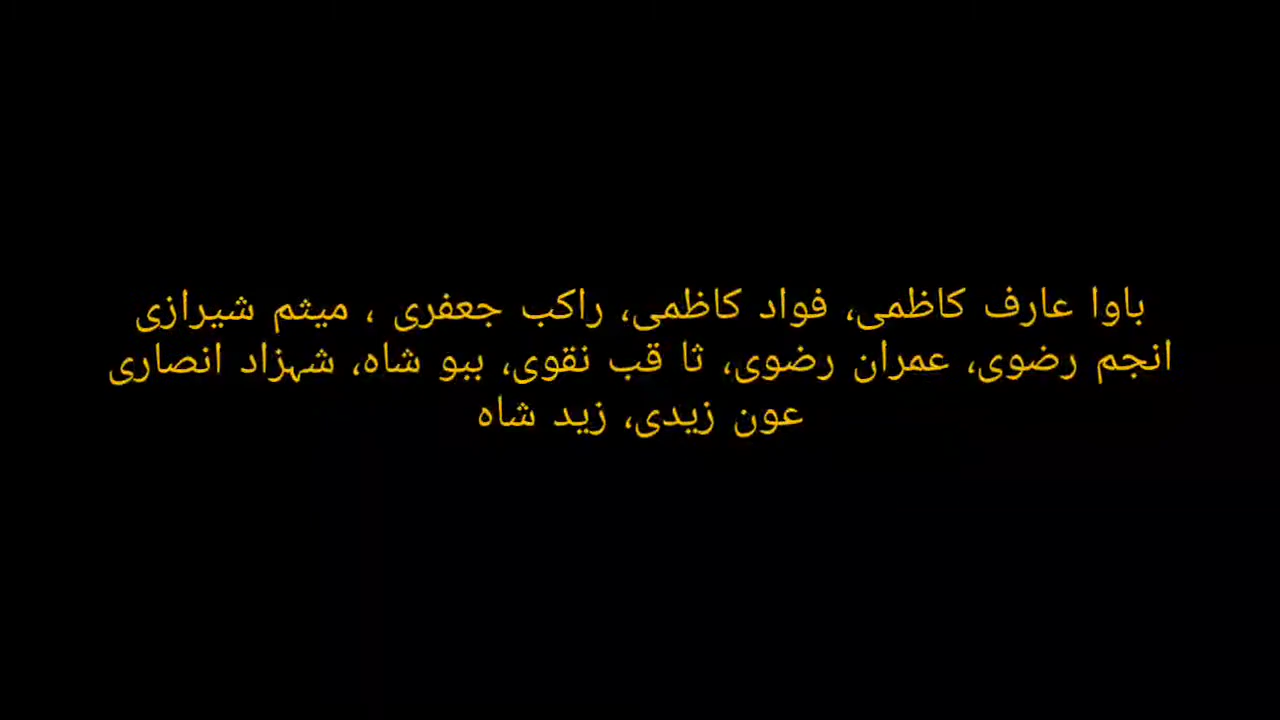 باوا عارف کاظمی، فواد کاظمی، راکب جعفری ، میثم شیرازی
انجم رضوی، عمران رضوی، ثا قب نقوی، ببو شاہ، شہزاد انصاری
عون زیدی، زید شاہ